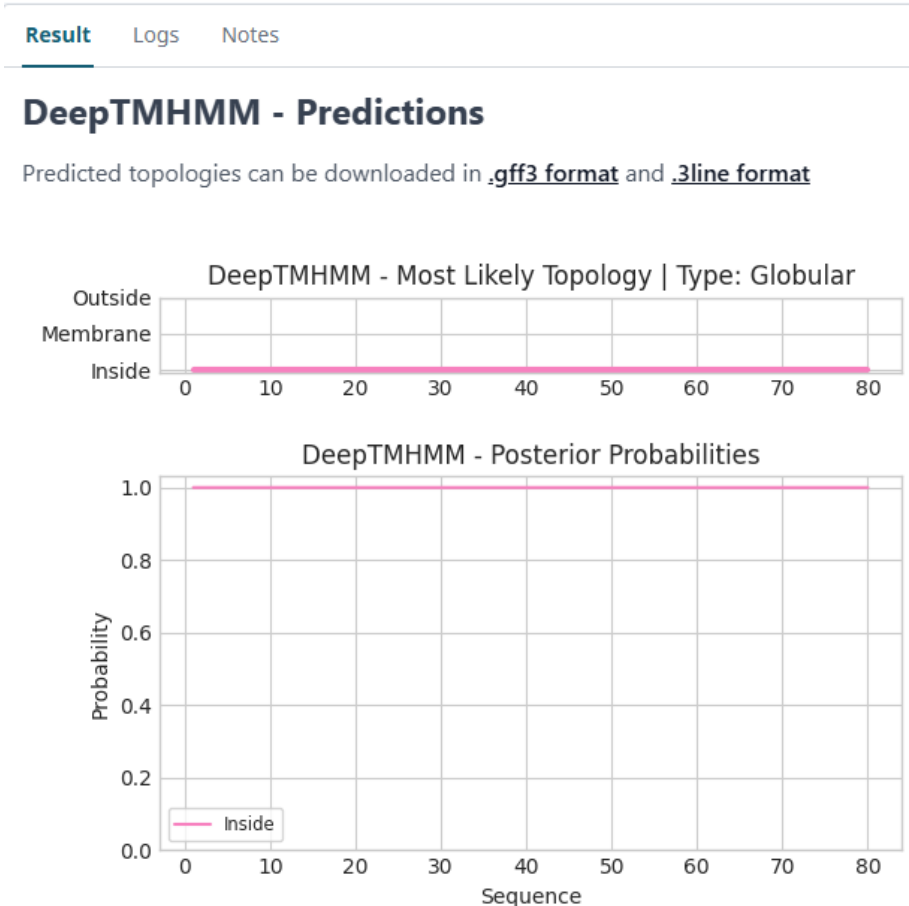 Result Logs Notes
DeepTMHMM - Predictions
Predicted topologies can be downloaded in .gff3 format and .3line format
DeepTMHMM - Most Likely Topology | Type: Globular
Outside
Membrane
Inside
0 10 20 30 40 50 60 70 80
DeepTMHMM - Posterior Probabilities
1.0
0.8
0.6
0.4
0.2
0.0
Probability
Inside
0 10 20 30 40 50 60 70 80
Sequence